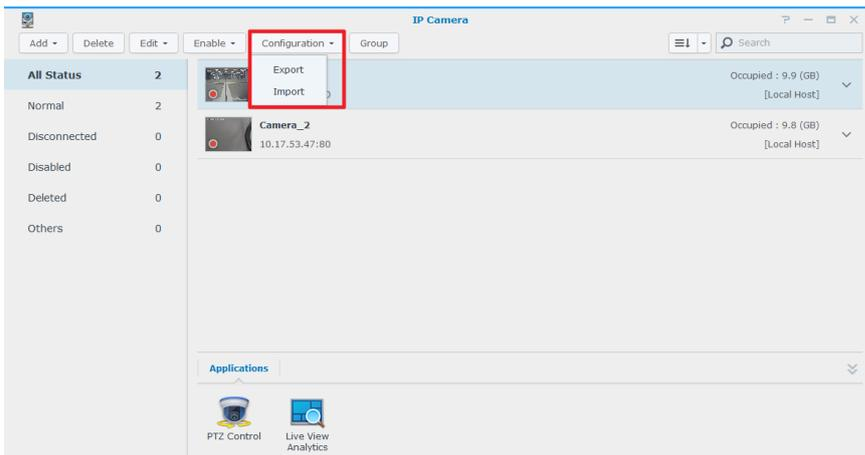 IP Camera
Add Delete Edit Enable Configuration Group Search
Export
Import
All Status 2
Normal 2
Disconnected 0
Disabled 0
Deleted 0
Others 0
Occupied : 9.9 (GB)
[Local Host]
Camera_2
10.17.53.47:80
Occupied : 9.8 (GB)
[Local Host]
Applications
PTZ Control
Live View
Analytics